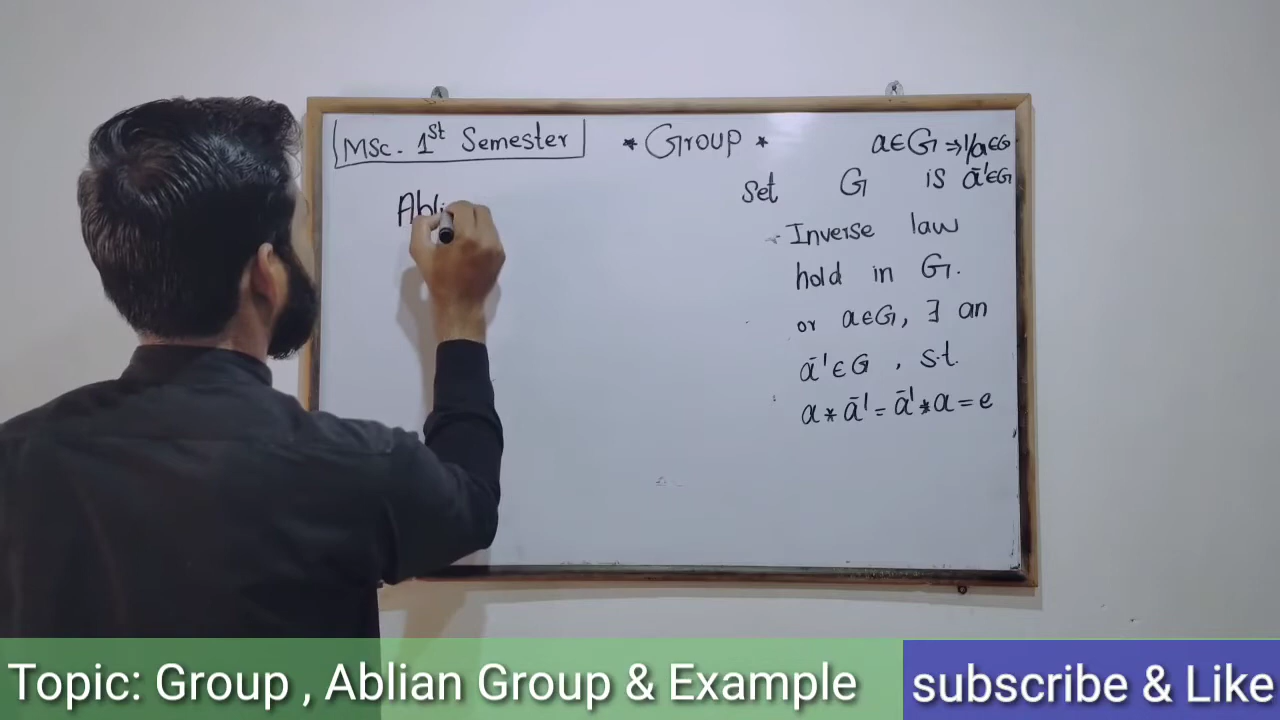 MSc. 1st Semester
* Group *
a∈G ⇒ 1/a∈G
Set G is a⁻¹∈G
Inverse law
hold in G.
or a∈G, ∃ an
a⁻¹∈G , s.t.
a * a⁻¹ = a⁻¹ * a = e
Abli
Topic: Group , Ablian Group & Example
subscribe & Like